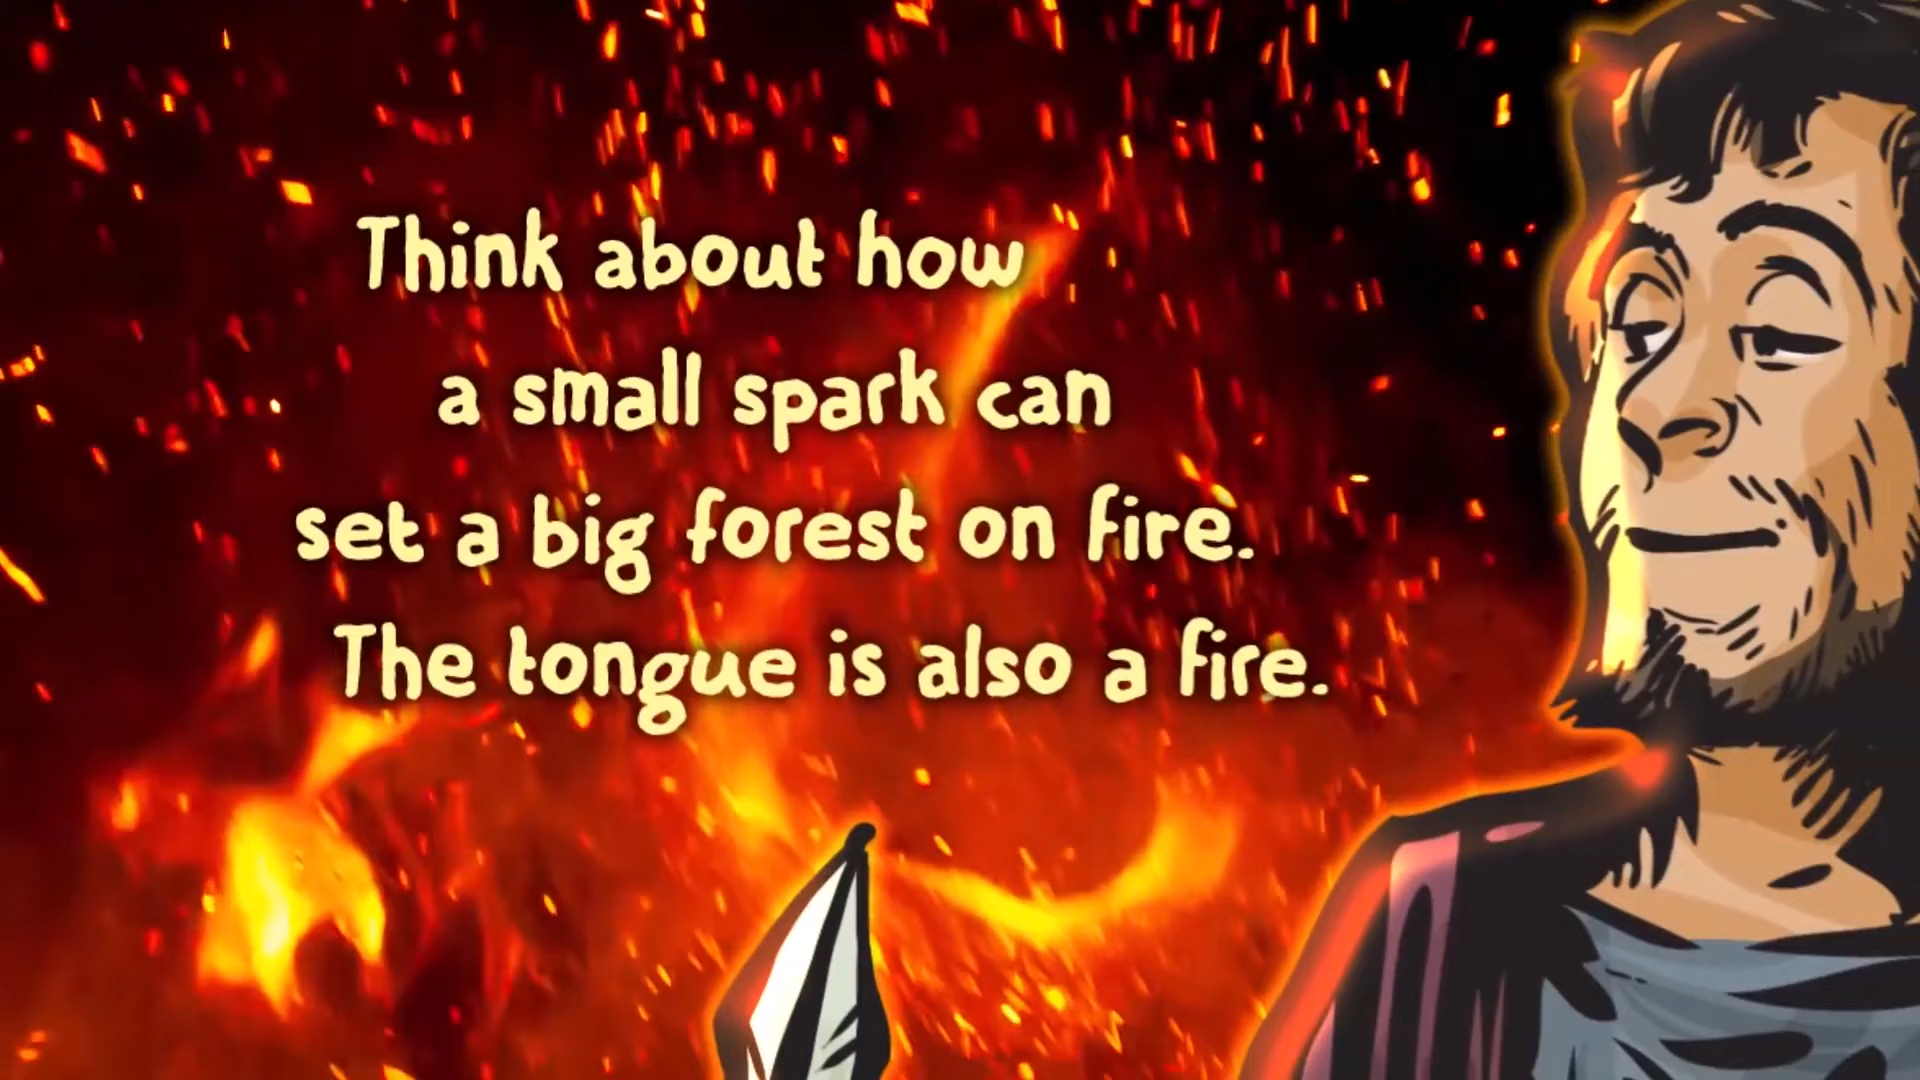 Think about how
a small spark can
set a big forest on fire.
The tongue is also a fire.